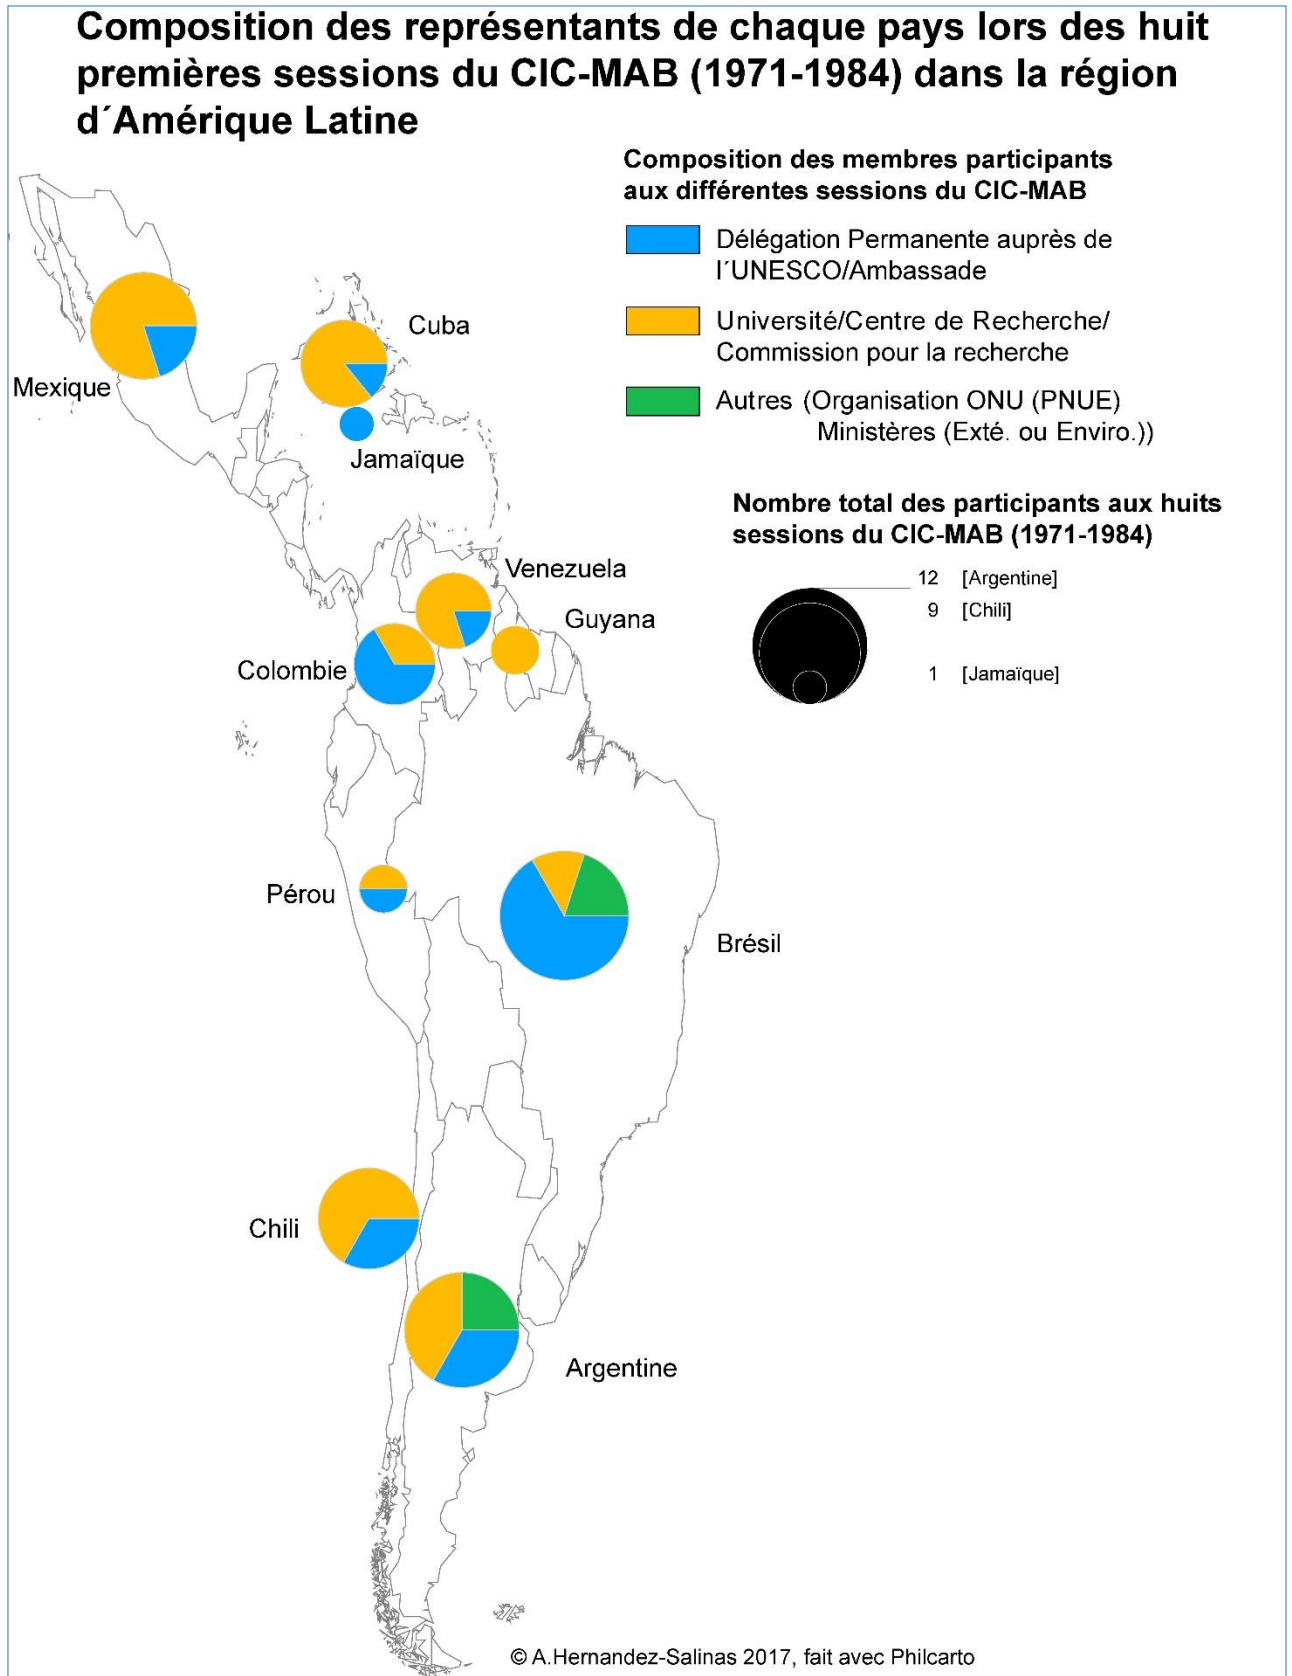 Composition des représentants de chaque pays lors des huit
premières sessions du CIC-MAB (1971-1984) dans la région
d´Amérique Latine
Composition des membres participants
aux différentes sessions du CIC-MAB
Délégation Permanente auprès de
l´UNESCO/Ambassade
Université/Centre de Recherche/
Commission pour la recherche
Autres (Organisation ONU (PNUE)
Ministères (Exté. ou Enviro.))
Nombre total des participants aux huits
sessions du CIC-MAB (1971-1984)
12 [Argentine]
9 [Chili]
1 [Jamaïque]
Cuba
Mexique
Jamaïque
Venezuela
Guyana
Colombie
Pérou
Brésil
Chili
Argentine
© A.Hernandez-Salinas 2017, fait avec Philcarto